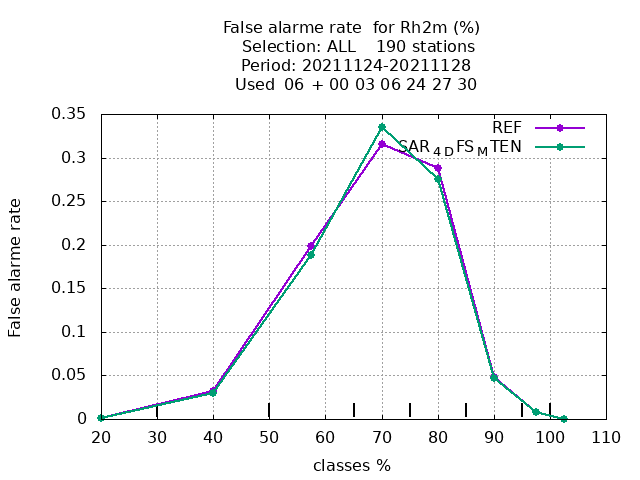 False alarme rate  for Rh2m (%)
Selection: ALL    190 stations
Period: 20211124-20211128
Used  06  + 00 03 06 24 27 30
0.35
0.3
0.25
0.2
0.15
0.1
0.05
0
False alarme rate
REF
SAR4DFSMTEN
20 30 40 50 60 70 80 90 100 110
classes %